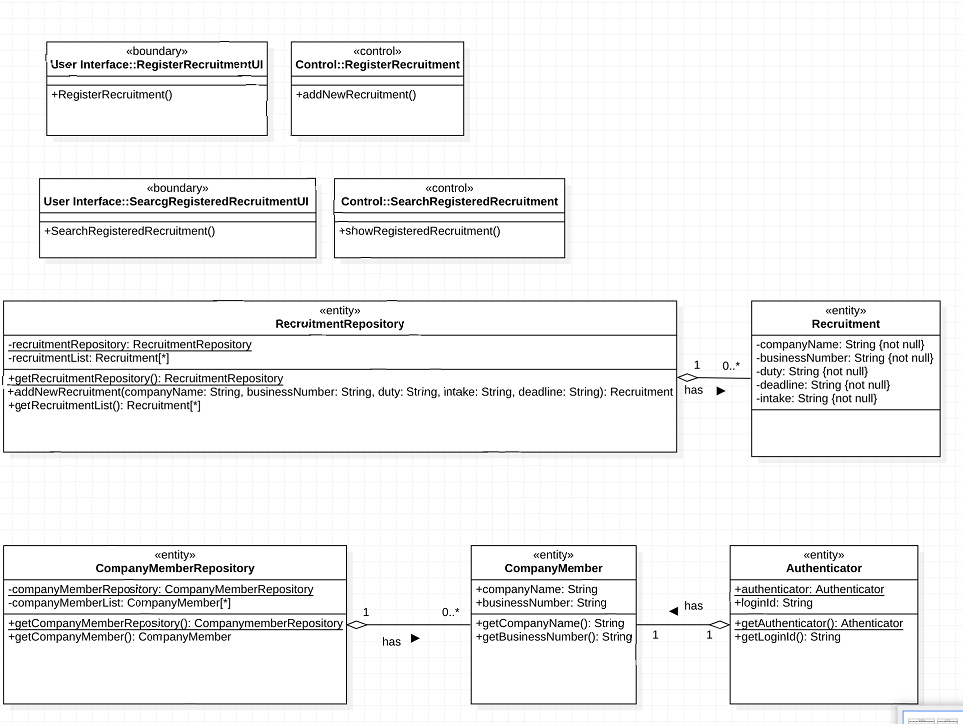 «boundary»
User Interface::RegisterRecruitmentUI
+RegisterRecruitment()
«control»
Control::RegisterRecruitment
+addNewRecruitment()
«boundary»
User Interface::SearcgRegisteredRecruitmentUI
+SearchRegisteredRecruitment()
«control»
Control::SearchRegisteredRecruitment
+showRegisteredRecruitment()
«entity»
RecruitmentRepository
-recruitmentRepository: RecruitmentRepository
-recruitmentList: Recruitment[*]
+getRecruitmentRepository(): RecruitmentRepository
+addNewRecruitment(companyName: String, businessNumber: String, duty: String, intake: String, deadline: String): Recruitment
+getRecruitmentList(): Recruitment[*]
1
0..*
has
«entity»
Recruitment
-companyName: String {not null}
-businessNumber: String {not null}
-duty: String {not null}
-deadline: String {not null}
-intake: String {not null}
«entity»
CompanyMemberRepository
-companyMemberRepository: CompanyMemberRepository
-companyMemberList: CompanyMember[*]
+getCompanyMemberRepository(): CompanymemberRepository
+getCompanyMember(): CompanyMember
1
0..*
has
«entity»
CompanyMember
+companyName: String
+businessNumber: String
+getCompanyName(): String
+getBusinessNumber(): String
has
1
1
«entity»
Authenticator
+authenticator: Authenticator
+loginId: String
+getAuthenticator(): Athenticator
+getLoginId(): String